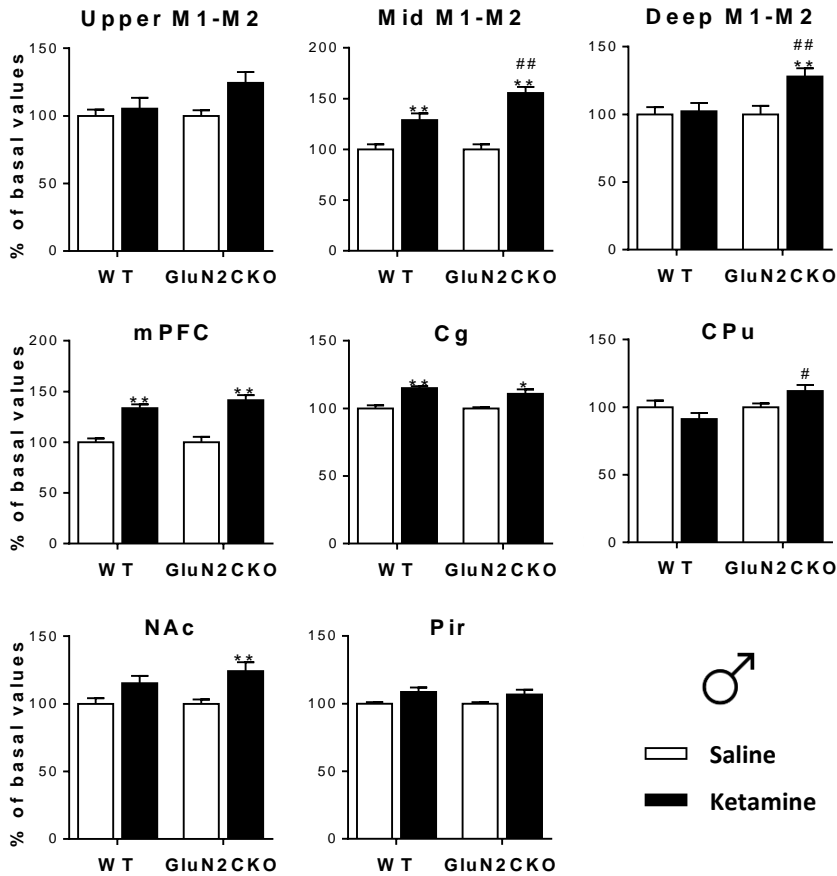 Upper M1-M2
Mid M1-M2
Deep M1-M2
% of basal values
150
100
50
0
WT GluN2CKO
200
150
100
50
0
WT GluN2CKO
##
**
**
150
100
50
0
WT GluN2CKO
##
**
mPFC
Cg
CPu
% of basal values
200
150
100
50
0
WT GluN2CKO
**
**
150
100
50
0
WT GluN2CKO
**
*
150
100
50
0
WT GluN2CKO
#
NAc
Pir
% of basal values
150
100
50
0
WT GluN2CKO
**
150
100
50
0
WT GluN2CKO
♂
Saline
Ketamine